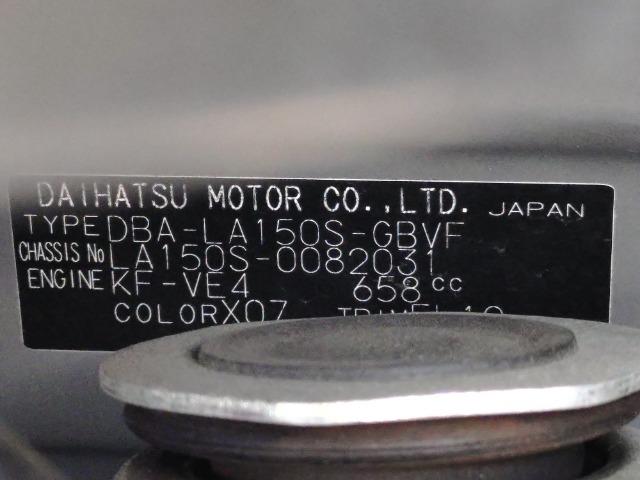 DAIHATSU MOTOR CO.,LTD. JAPAN
TYPE DBA-LA150S-GBVF
CHASSIS No LA150S-0082031
ENGINE KF-VE4 658 cc
COLOR X07 TRIM